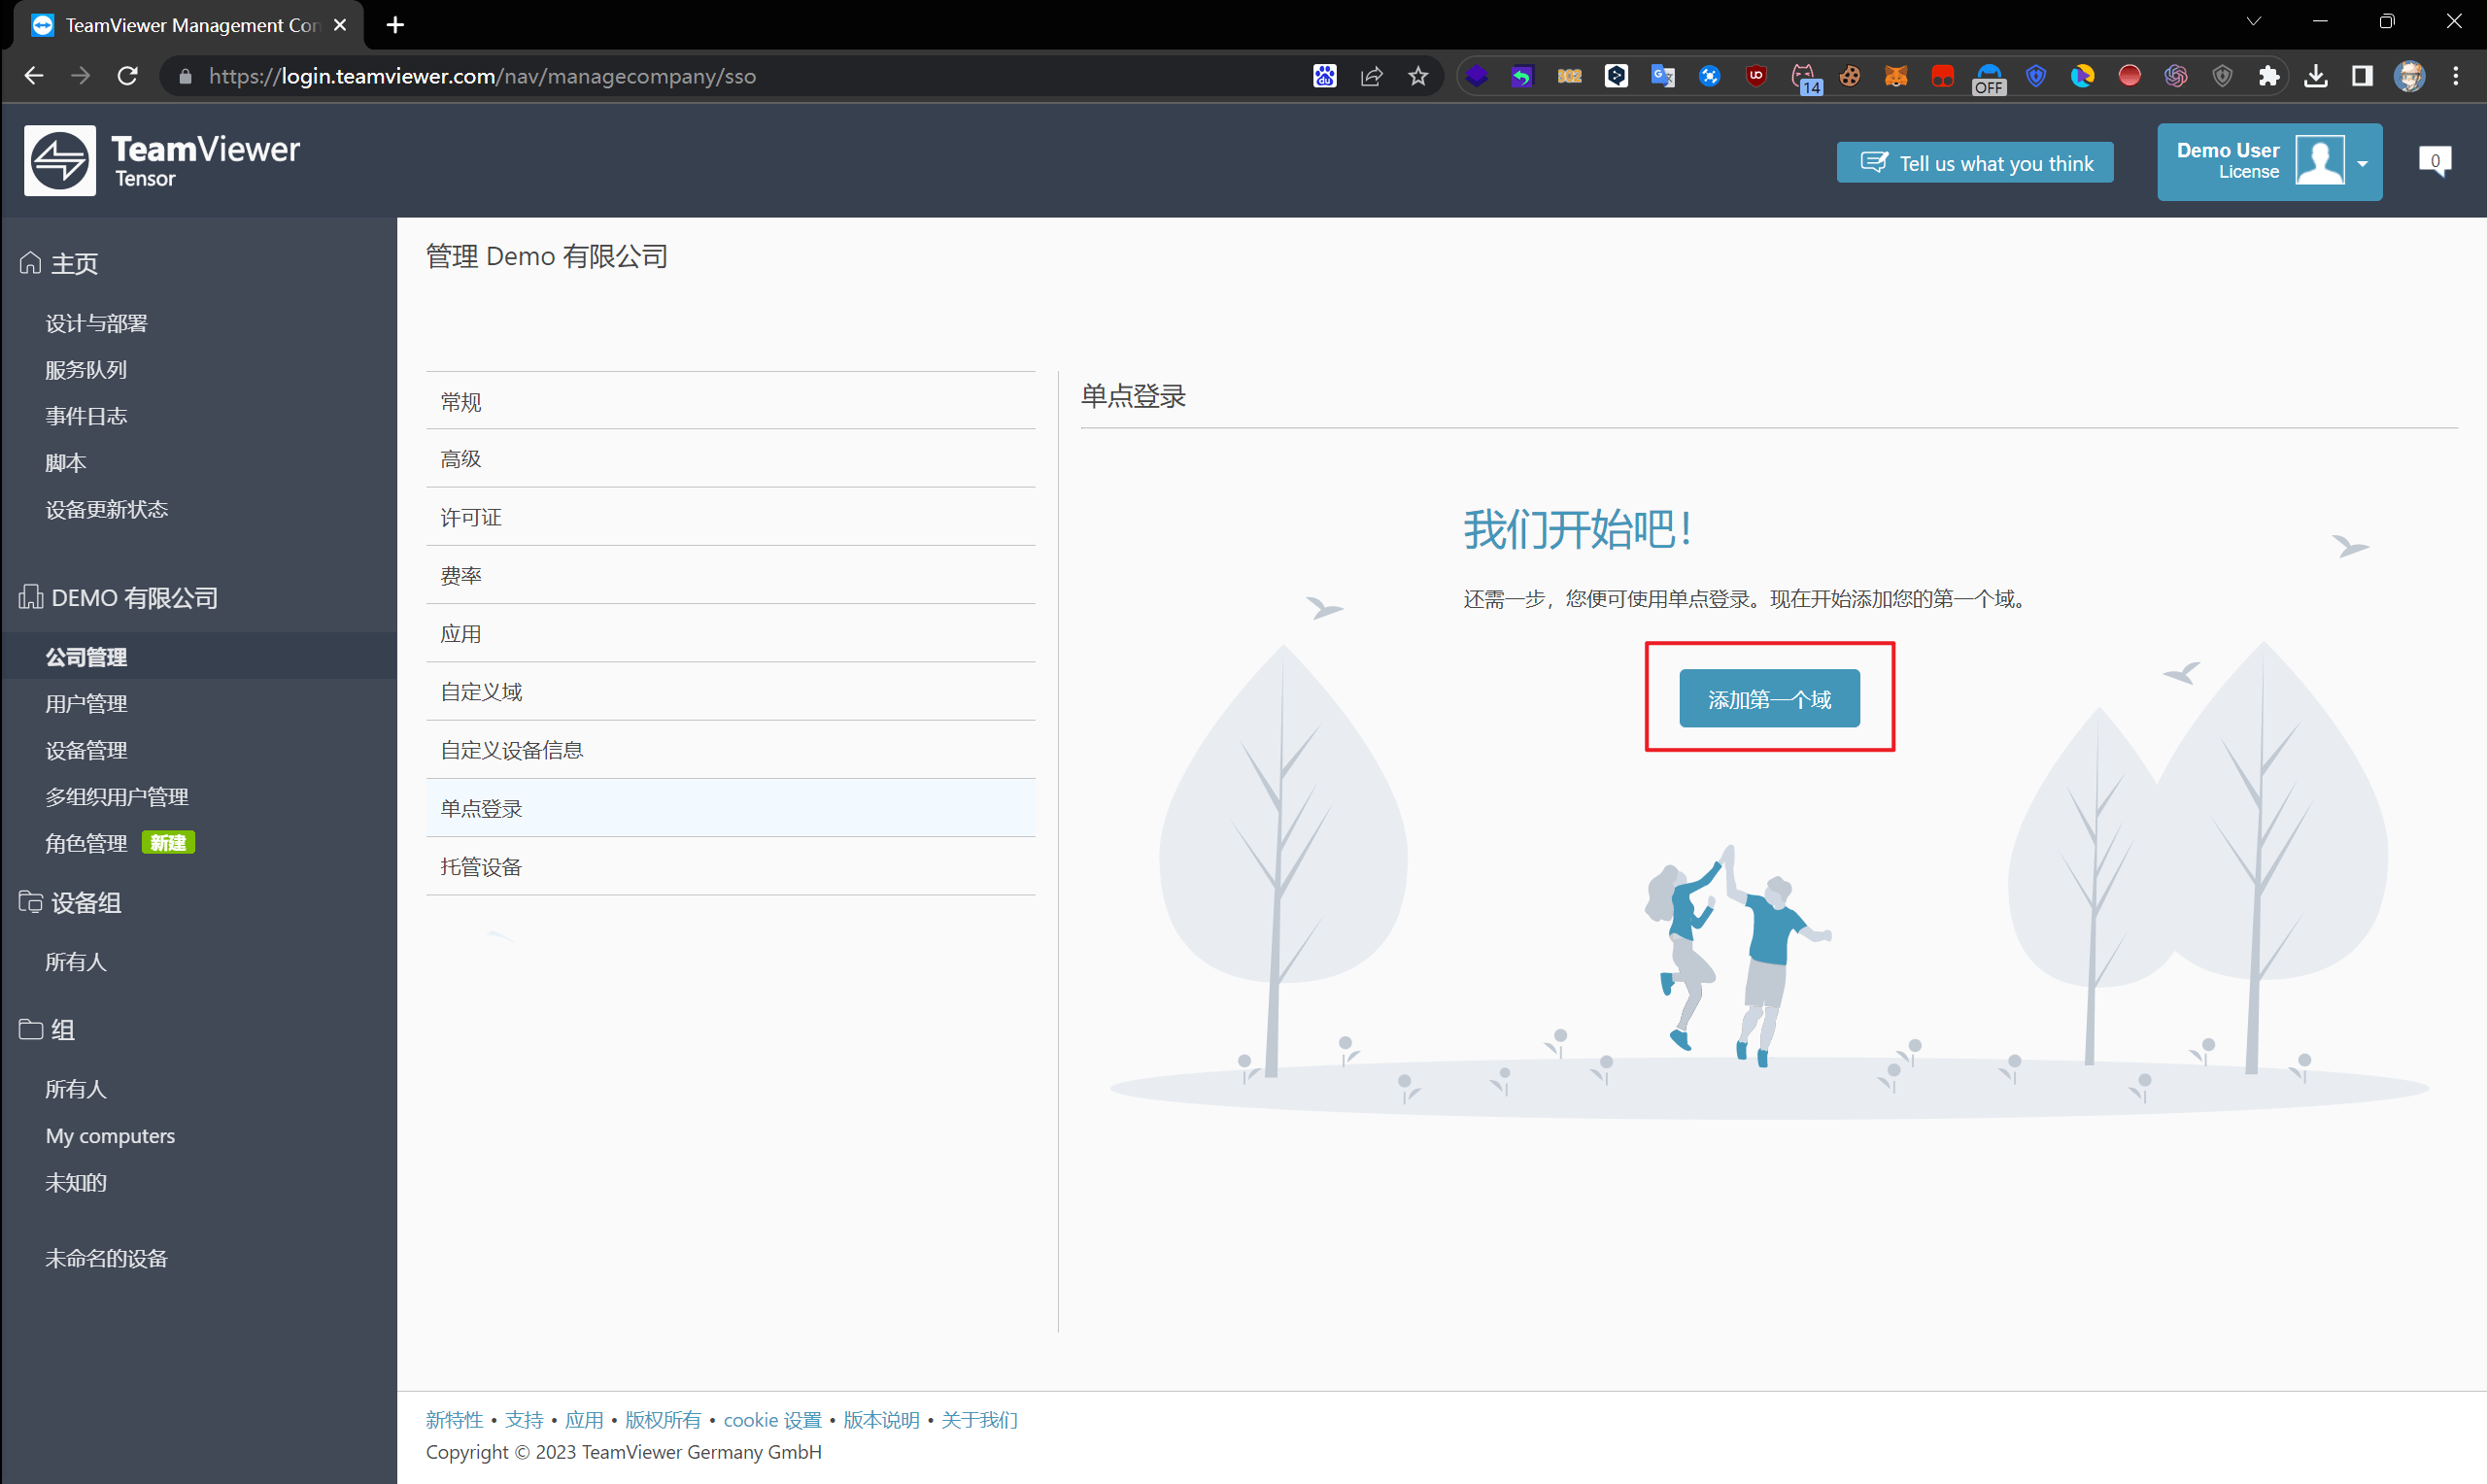 TeamViewer Management Con
https://login.teamviewer.com/nav/managecompany/sso
14
OFF
TeamViewer
Tensor
Tell us what you think
Demo User
License
0
主页
设计与部署
服务队列
事件日志
脚本
设备更新状态
DEMO 有限公司
公司管理
用户管理
设备管理
多组织用户管理
角色管理 新建
设备组
所有人
组
所有人
My computers
未知的
未命名的设备
管理 Demo 有限公司
常规
高级
许可证
费率
应用
自定义域
自定义设备信息
单点登录
托管设备
单点登录
我们开始吧！
还需一步，您便可使用单点登录。现在开始添加您的第一个域。
添加第一个域
新特性 • 支持 • 应用 • 版权所有 • cookie 设置 • 版本说明 • 关于我们
Copyright © 2023 TeamViewer Germany GmbH